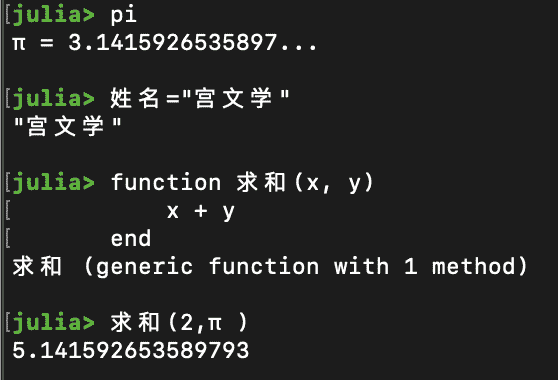 julia> pi
π = 3.1415926535897...
julia> 姓名="宫文学"
"宫文学"
julia> function 求和(x, y)
x + y
end
求和 (generic function with 1 method)
julia> 求和(2,π )
5.141592653589793